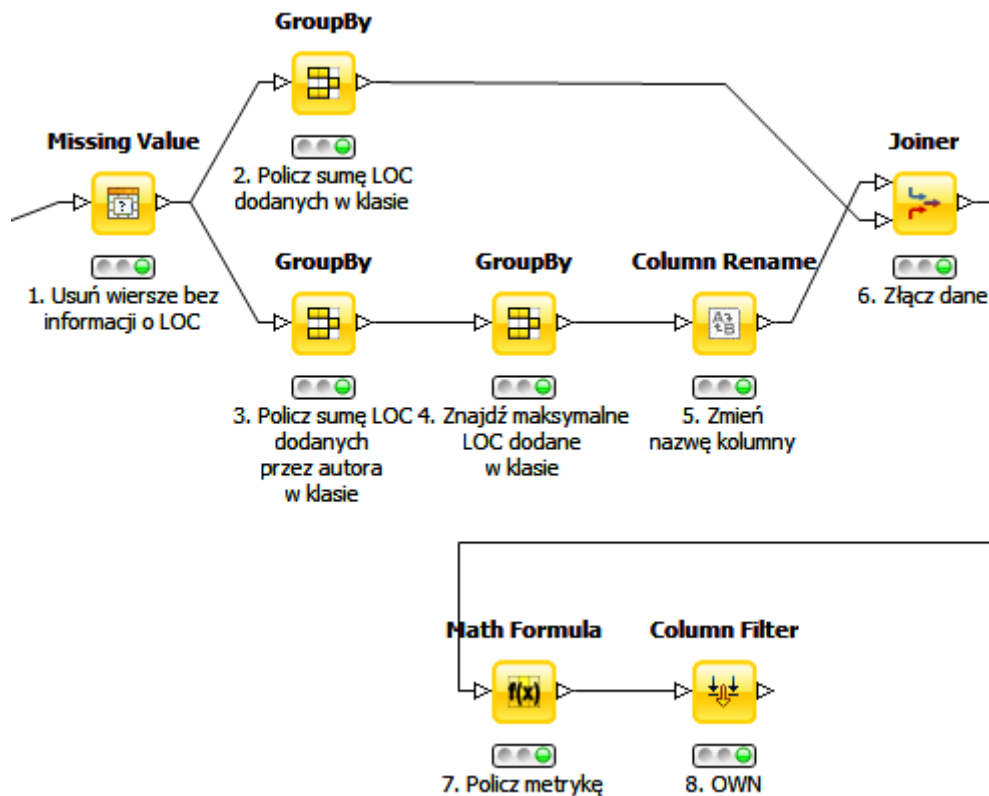 GroupBy
2. Policz sumę LOC
dodanych w klasie
Missing Value
?
1. Usuń wiersze bez
informacji o LOC
Joiner
6. Złącz dane
GroupBy
3. Policz sumę LOC
dodanych
przez autora
w klasie
GroupBy
4. Znajdź maksymalne
LOC dodane
w klasie
Column Rename
A
B
5. Zmień
nazwę kolumny
Math Formula
f(x)
7. Policz metrykę
Column Filter
8. OWN